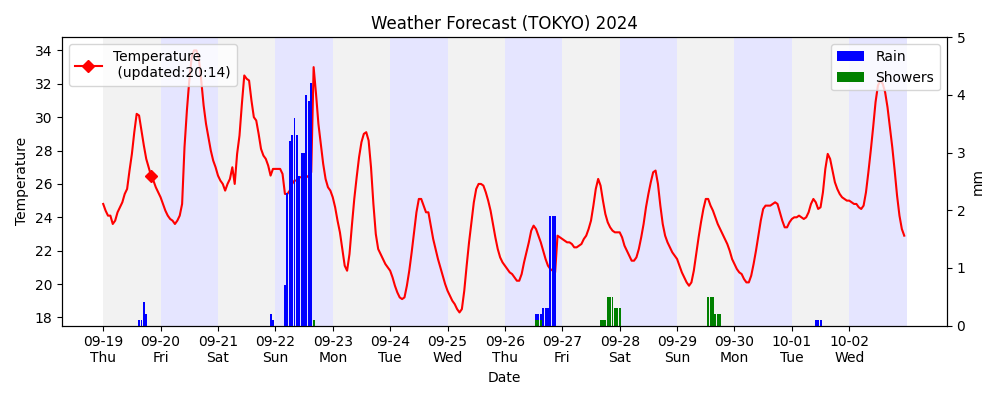 Weather Forecast (TOKYO) 2024
Temperature
(updated:20:14)
Rain
Showers
34
32
30
28
26
24
22
20
18
Temperature
5
4
3
2
1
0
mm
09-19 09-20 09-21 09-22 09-23 09-24 09-25 09-26 09-27 09-28 09-29 09-30 10-01 10-02
Thu Fri Sat Sun Mon Tue Wed Thu Fri Sat Sun Mon Tue Wed
Date